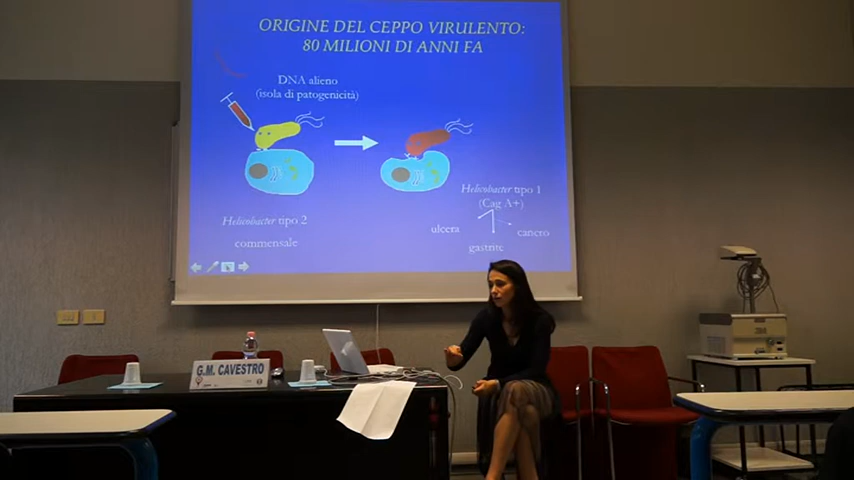 ORIGINE DEL CEPPO VIRULENTO:
80 MILIONI DI ANNI FA
DNA alieno
(isola di patogenicità)
Helicobacter tipo 2
commensale
Helicobacter tipo 1
(Cag A+)
ulcera
cancro
gastrite
G.M. CAVESTRO